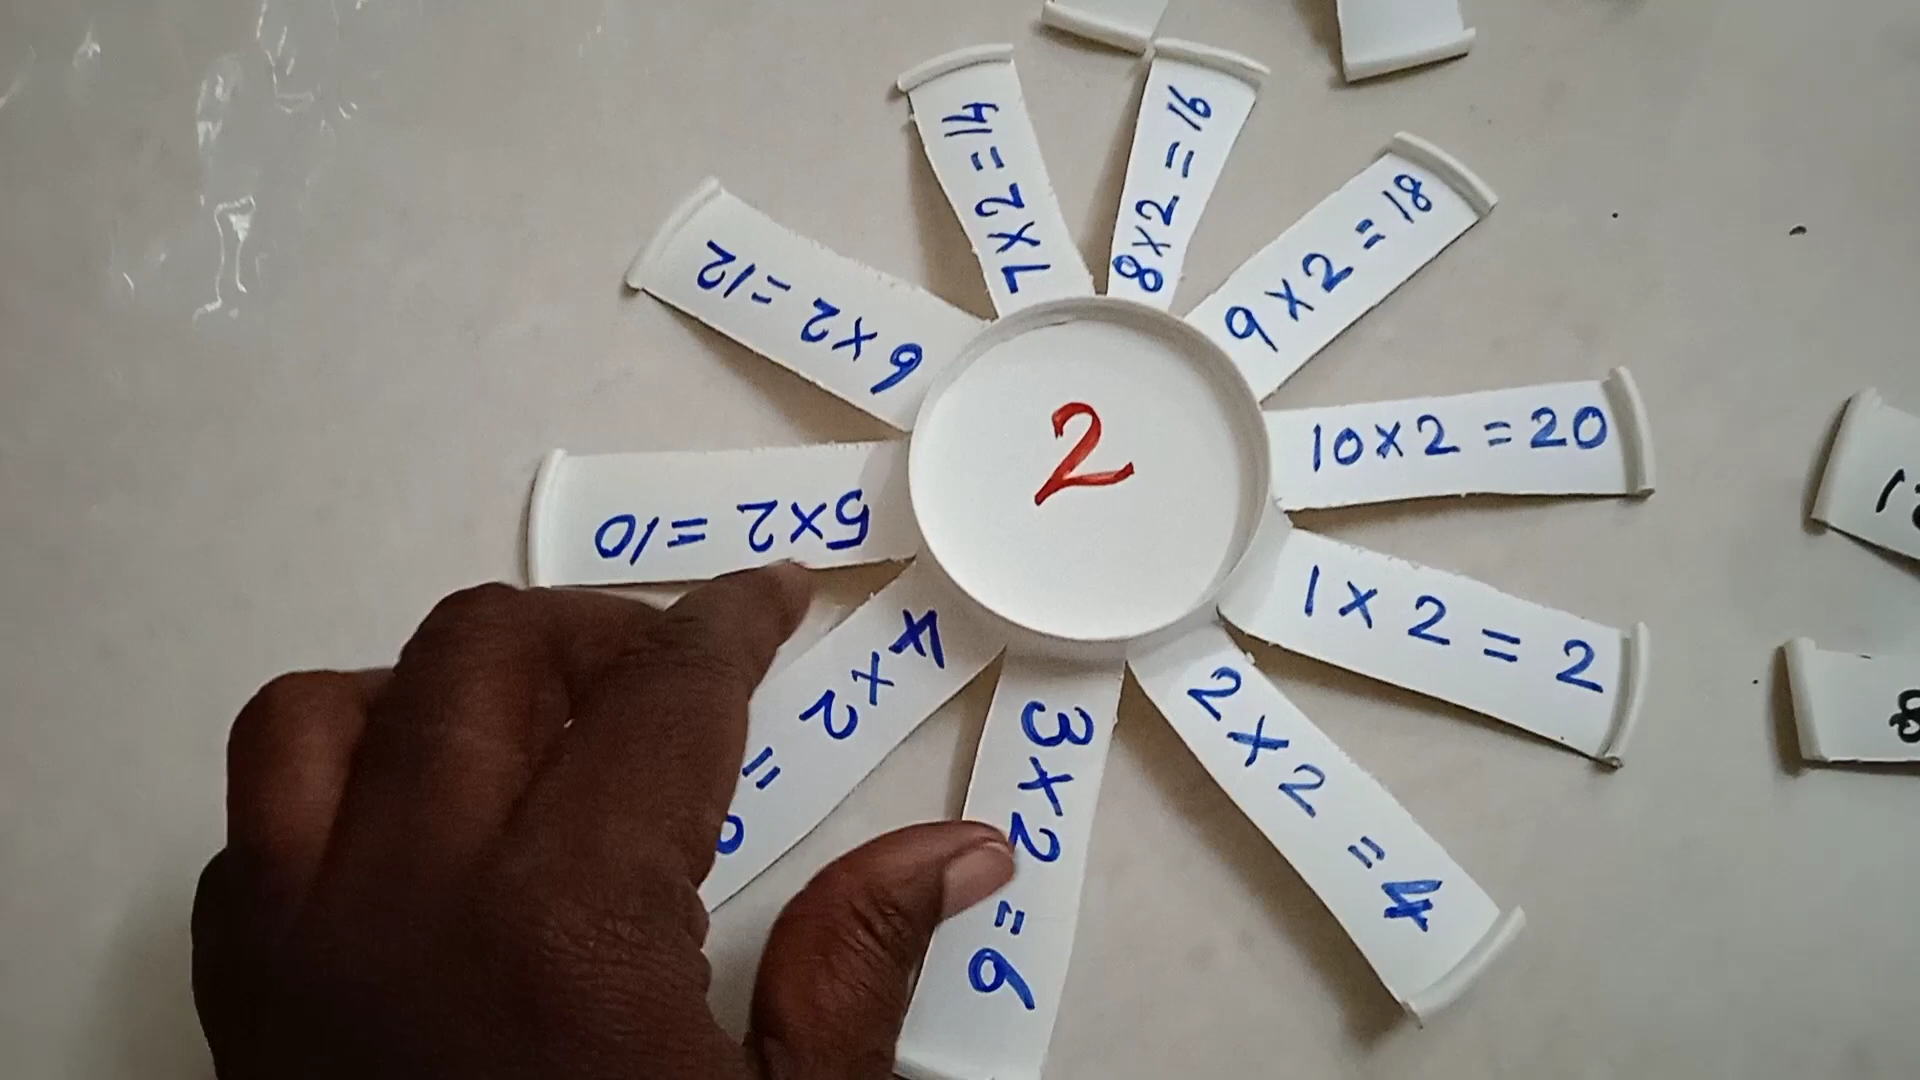 2
1 x 2 = 2
2 x 2 = 4
3 x 2 = 6
4 x 2 =
5 x 2 = 10
6 x 2 = 12
7 x 2 = 14
8 x 2 = 16
9 x 2 = 18
10 x 2 = 20
8